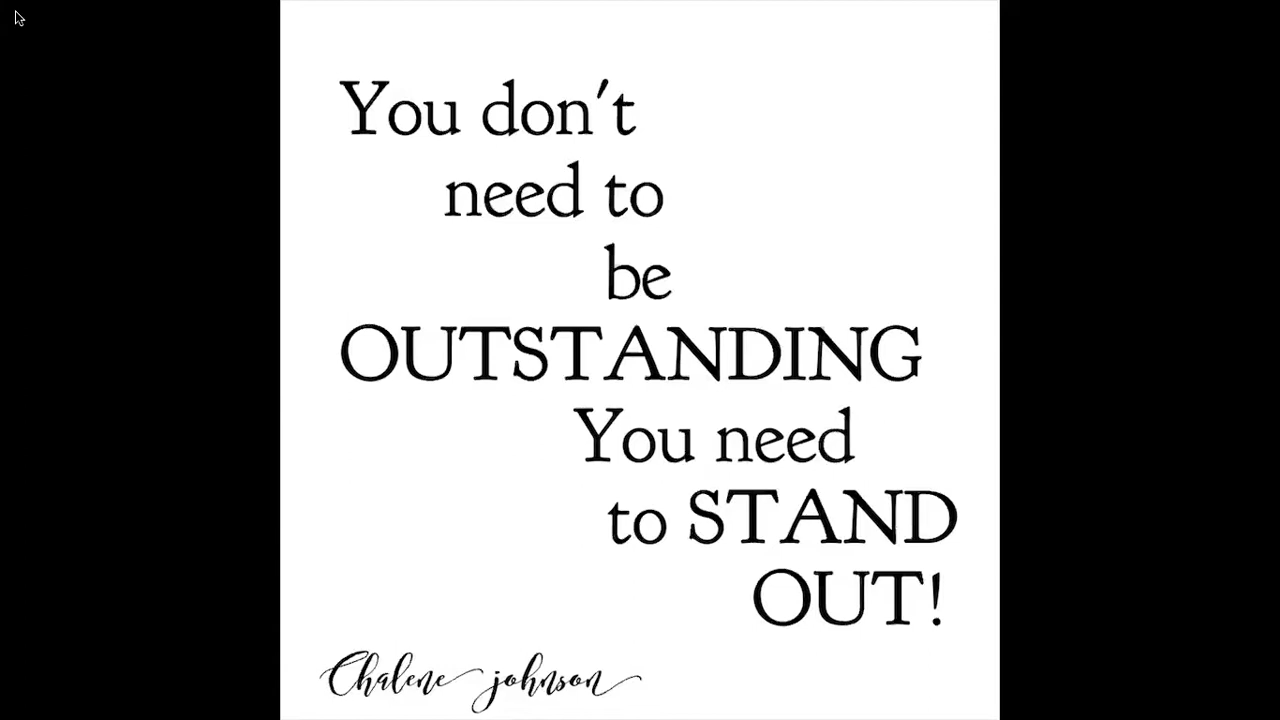 You don't
need to
be
OUTSTANDING
You need
to STAND
OUT!
Chalene johnson